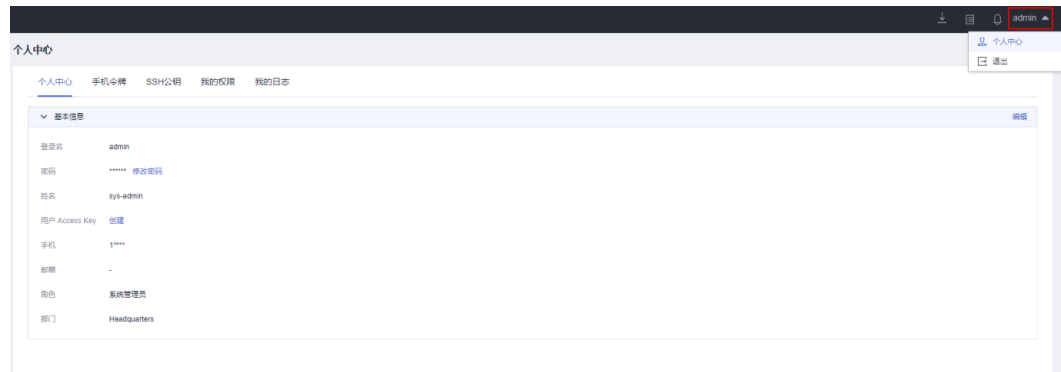 admin
个人中心
退出
个人中心
个人中心 手机令牌 SSH公钥 我的权限 我的日志
基本信息 编辑
登录名 admin
密码 ****** 修改密码
姓名 sys-admin
用户 Access Key 创建
手机 1****
邮箱 -
角色 系统管理员
部门 Headquarters